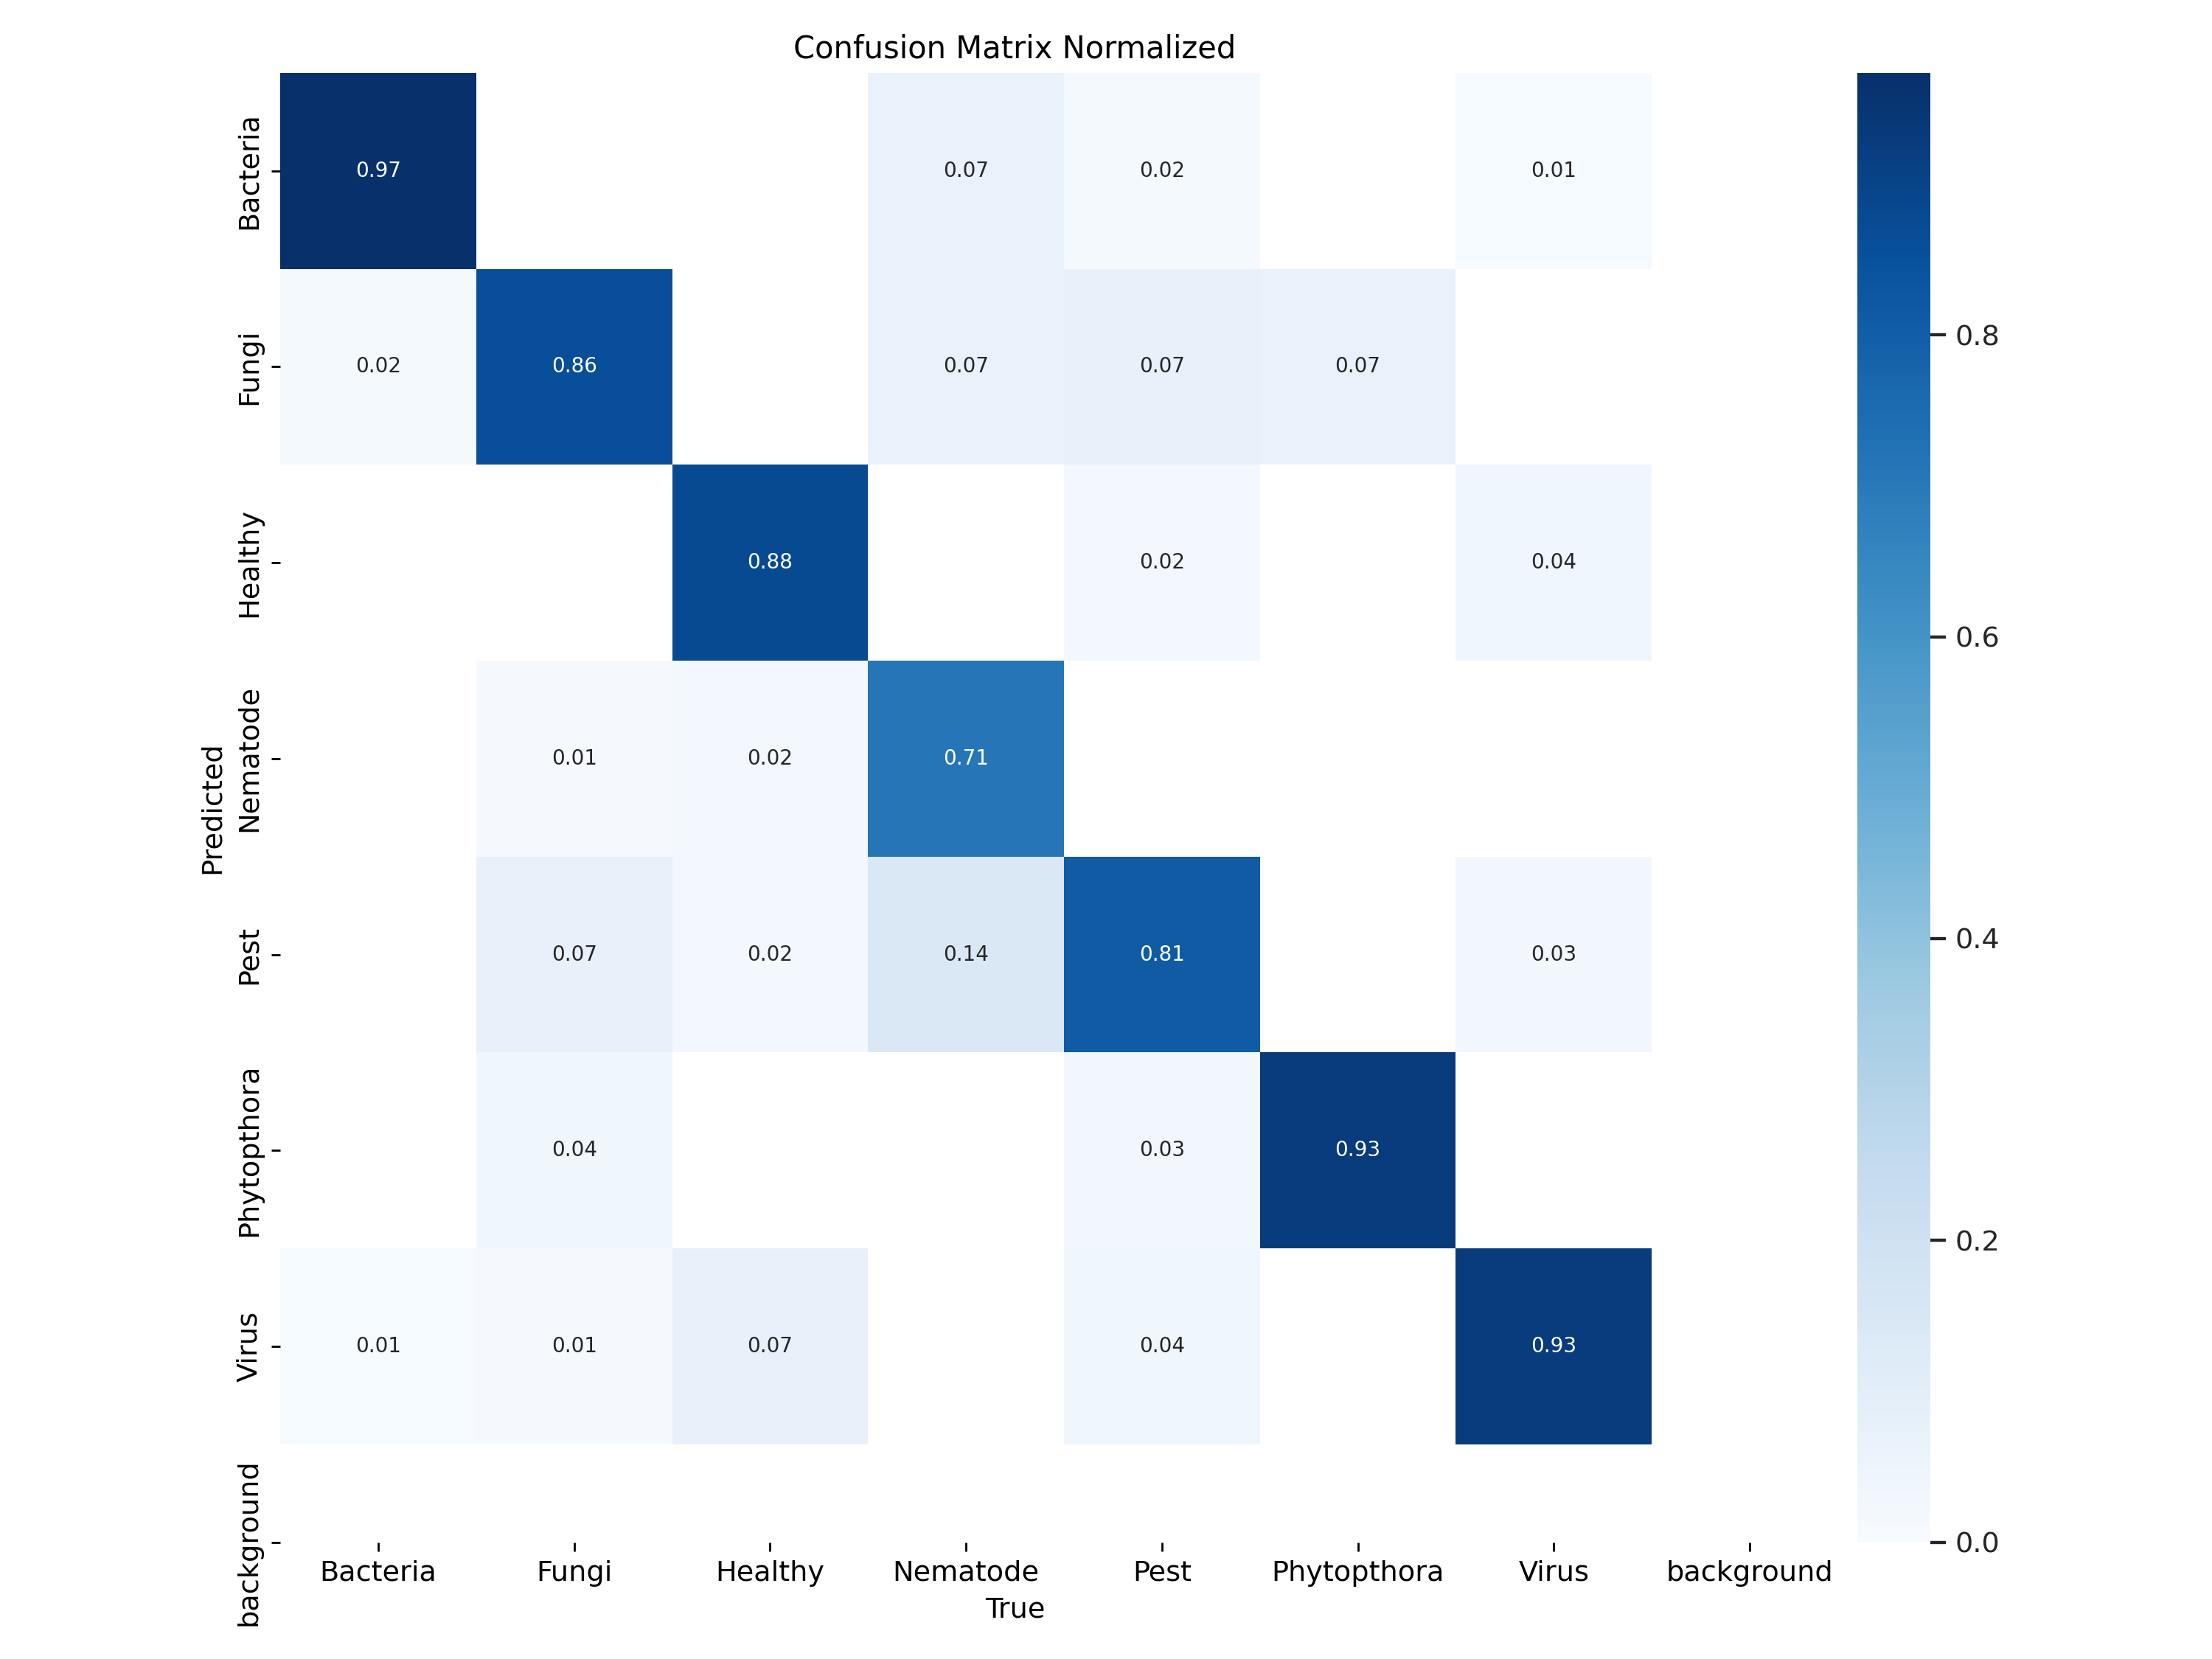 Confusion Matrix Normalized
Predicted
Bacteria
0.97 0.07 0.02 0.01
Fungi
0.02 0.86 0.07 0.07 0.07
Healthy
0.88 0.02 0.04
Nematode
0.01 0.02 0.71
Pest
0.07 0.02 0.14 0.81 0.03
Phytopthora
0.04 0.03 0.93
Virus
0.01 0.01 0.07 0.04 0.93
background
Bacteria Fungi Healthy Nematode Pest Phytopthora Virus background
True
0.8
0.6
0.4
0.2
0.0